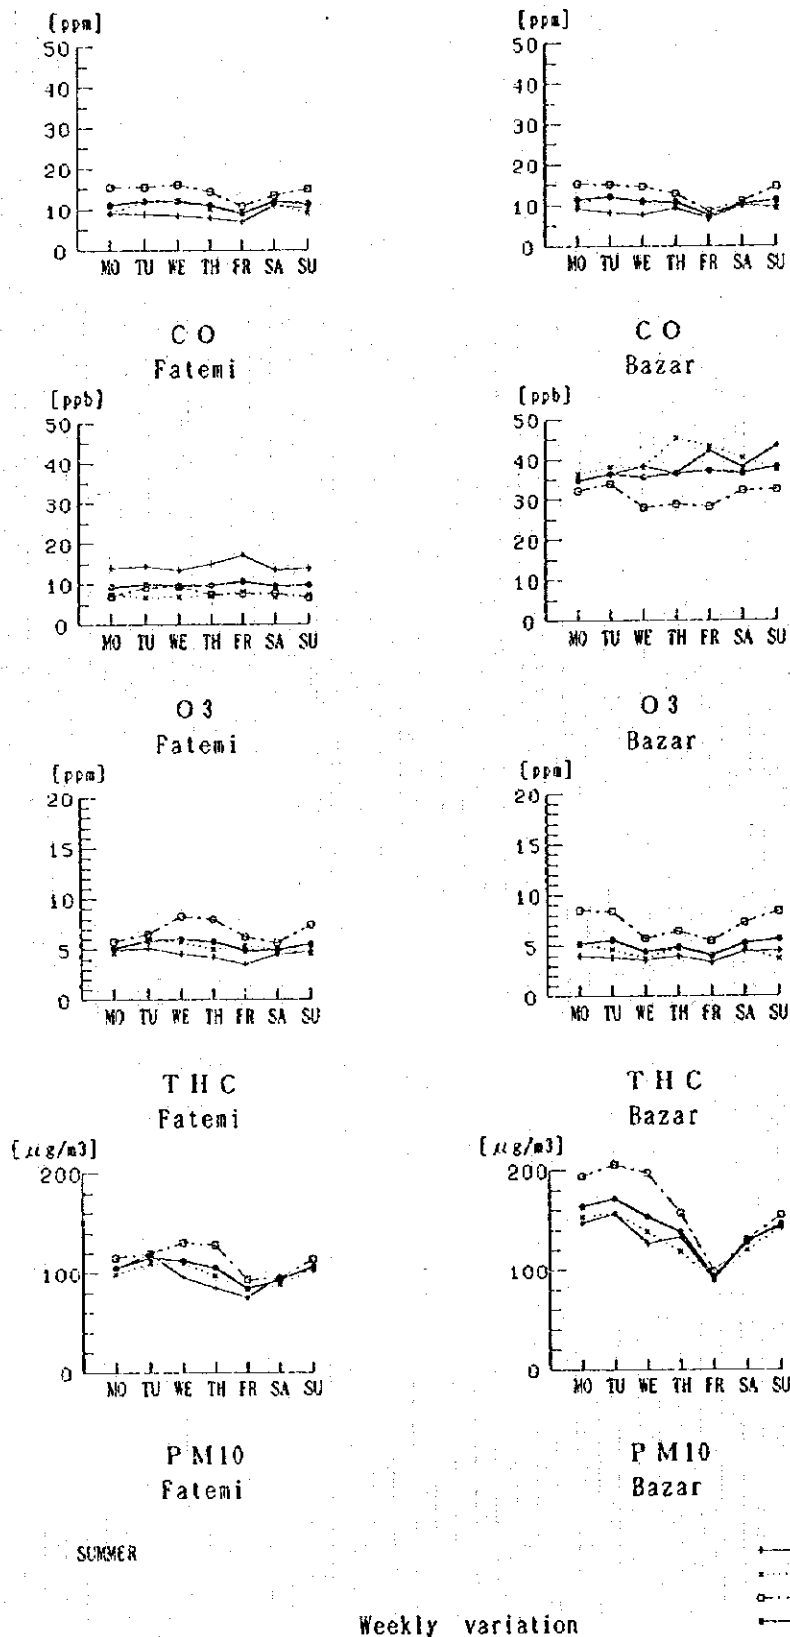 [ppm] [ppm]
50 50
40 40
30 30
20 20
10 10
0 0
MO TU WE TH FR SA SU MO TU WE TH FR SA SU
CO CO
Fatemi Bazar
[ppb] [ppb]
50 50
40 40
30 30
20 20
10 10
0 0
MO TU WE TH FR SA SU MO TU WE TH FR SA SU
O3 O3
Fatemi Bazar
[ppm] [ppm]
20 20
15 15
10 10
5 5
0 0
MO TU WE TH FR SA SU MO TU WE TH FR SA SU
THC THC
Fatemi Bazar
[μg/m3] [μg/m3]
200 200
100 100
0 0
MO TU WE TH FR SA SU MO TU WE TH FR SA SU
PM10 PM10
Fatemi Bazar
SUMMER
Weekly variation